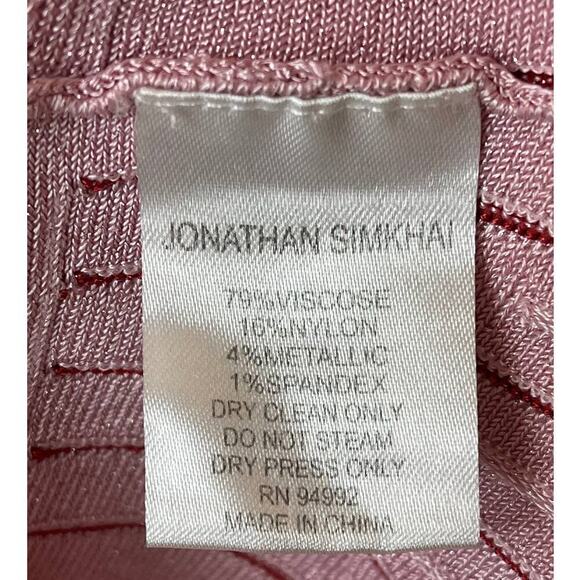 JONATHAN SIMKHAI
79%VISCOSE
16%NYLON
4%METALLIC
1%SPANDEX
DRY CLEAN ONLY
DO NOT STEAM
DRY PRESS ONLY
RN 94992
MADE IN CHINA